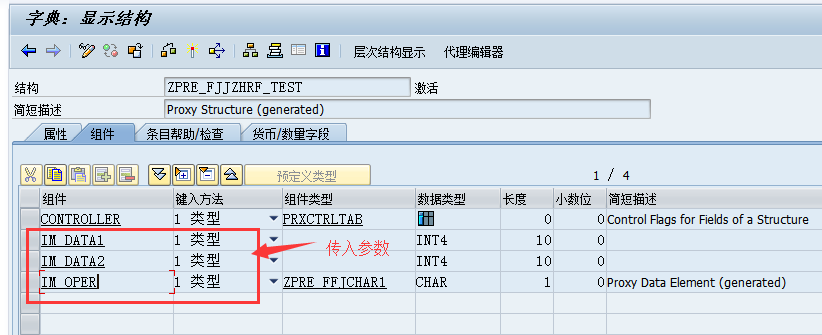 字典：显示结构
层次结构显示 代理编辑器
结构 ZPRE_FJJZHRF_TEST 激活
简短描述 Proxy Structure (generated)
属性 组件 条目帮助/检查 货币/数量字段
预定义类型 1 / 4
组件 键入方法 组件类型 数据类型 长度 小数位 简短描述
CONTROLLER 1 类型 PRXCTRLTAB 0 0 Control Flags for Fields of a Structure
IM_DATA1 1 类型 INT4 10 0
IM_DATA2 1 类型 INT4 10 0
IM_OPER 1 类型 ZPRE_FFJCHAR1 CHAR 1 0 Proxy Data Element (generated)
传入参数